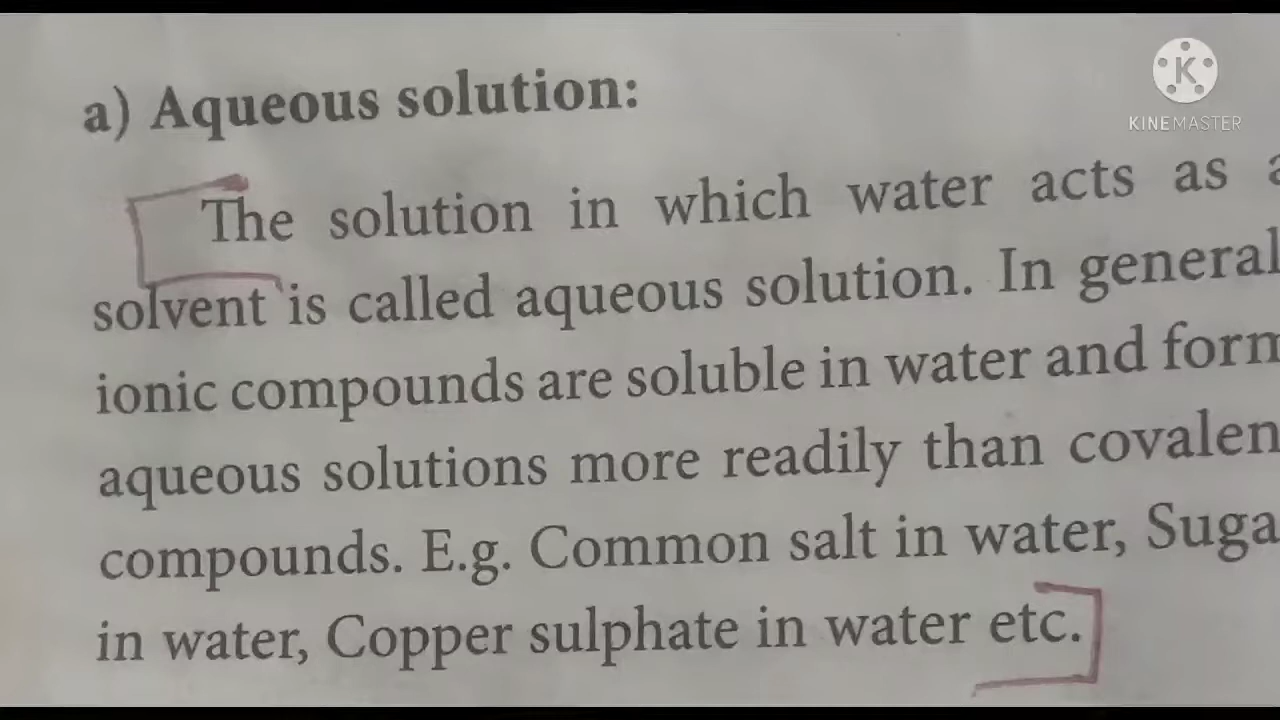 a) Aqueous solution:
The solution in which water acts as a
solvent is called aqueous solution. In general
ionic compounds are soluble in water and form
aqueous solutions more readily than covalen
compounds. E.g. Common salt in water, Suga
in water, Copper sulphate in water etc.
KINEMASTER